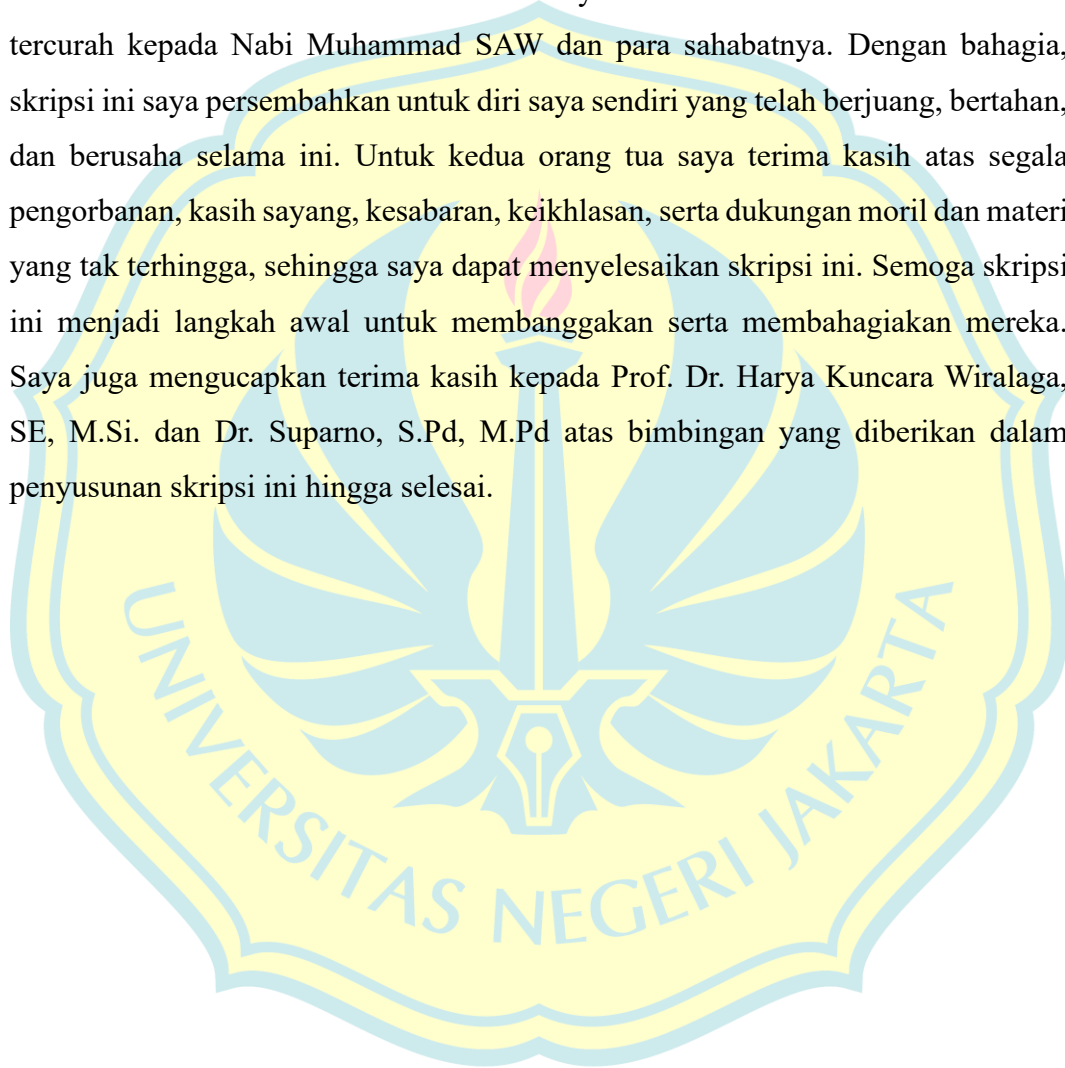 tercurah kepada Nabi Muhammad SAW dan para sahabatnya. Dengan bahagia,
skripsi ini saya persembahkan untuk diri saya sendiri yang telah berjuang, bertahan,
dan berusaha selama ini. Untuk kedua orang tua saya terima kasih atas segala
pengorbanan, kasih sayang, kesabaran, keikhlasan, serta dukungan moril dan materi
yang tak terhingga, sehingga saya dapat menyelesaikan skripsi ini. Semoga skripsi
ini menjadi langkah awal untuk membanggakan serta membahagiakan mereka.
Saya juga mengucapkan terima kasih kepada Prof. Dr. Harya Kuncara Wiralaga,
SE, M.Si. dan Dr. Suparno, S.Pd, M.Pd atas bimbingan yang diberikan dalam
penyusunan skripsi ini hingga selesai.
UNIVERSITAS NEGERI JAKARTA